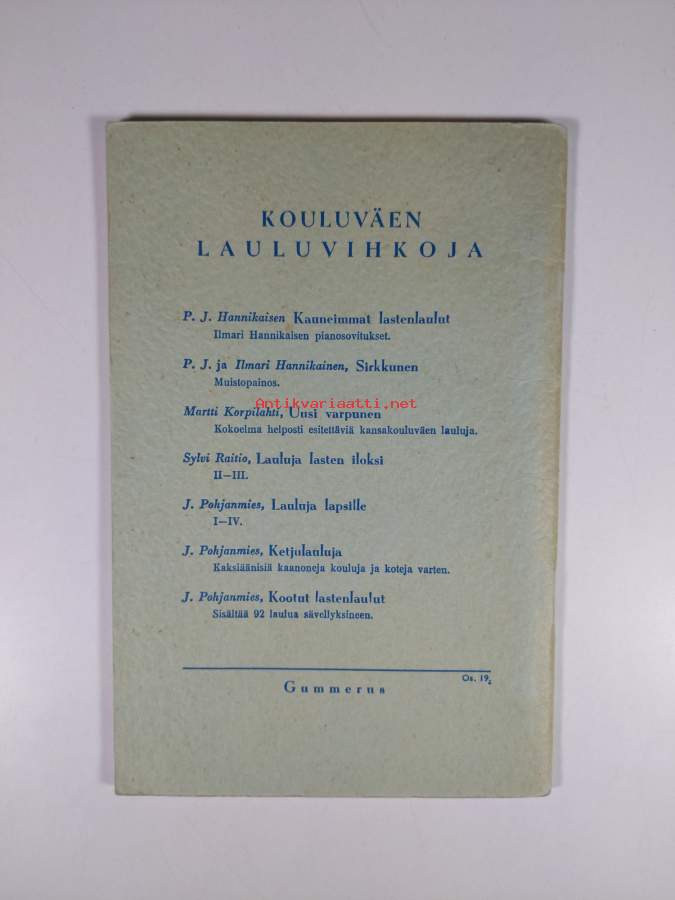 KOULUVÄEN
LAULUVIHKOJA
P. J. Hannikaisen Kauneimmat lastenlaulut
Ilmari Hannikaisen pianosovitukset.
P. J. ja Ilmari Hannikainen, Sirkkunen
Muistopainos.
Antikvariaatti.net
Martti Korpilahti, Uusi varpunen
Kokoelma helposti esitettäviä kansakouluväen lauluja.
Sylvi Raitio, Lauluja lasten iloksi
II—III.
J. Pohjanmies, Lauluja lapsille
I—IV.
J. Pohjanmies, Ketjulauluja
Kaksiäänisiä kaanoneja kouluja ja koteja varten.
J. Pohjanmies, Kootut lastenlaulut
Sisältää 92 laulua sävellyksineen.
Os. 19
Gummerus